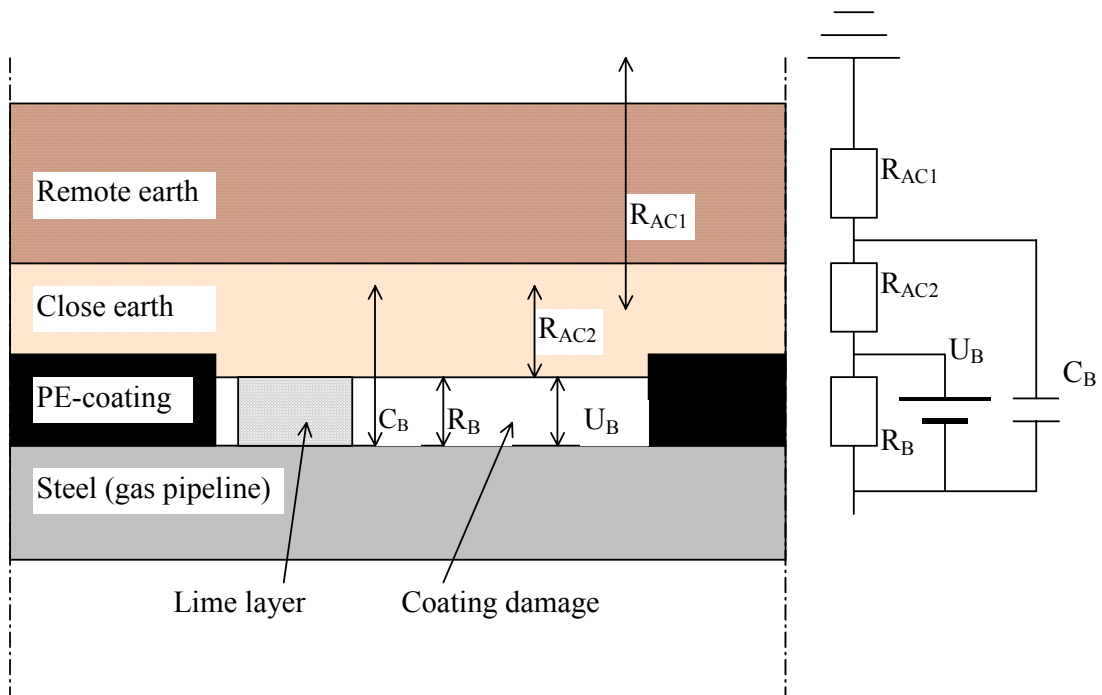 Remote earth
R_AC1
Close earth
R_AC2
PE-coating
C_B
R_B
U_B
Steel (gas pipeline)
Lime layer
Coating damage
R_AC1
R_AC2
U_B
C_B
R_B